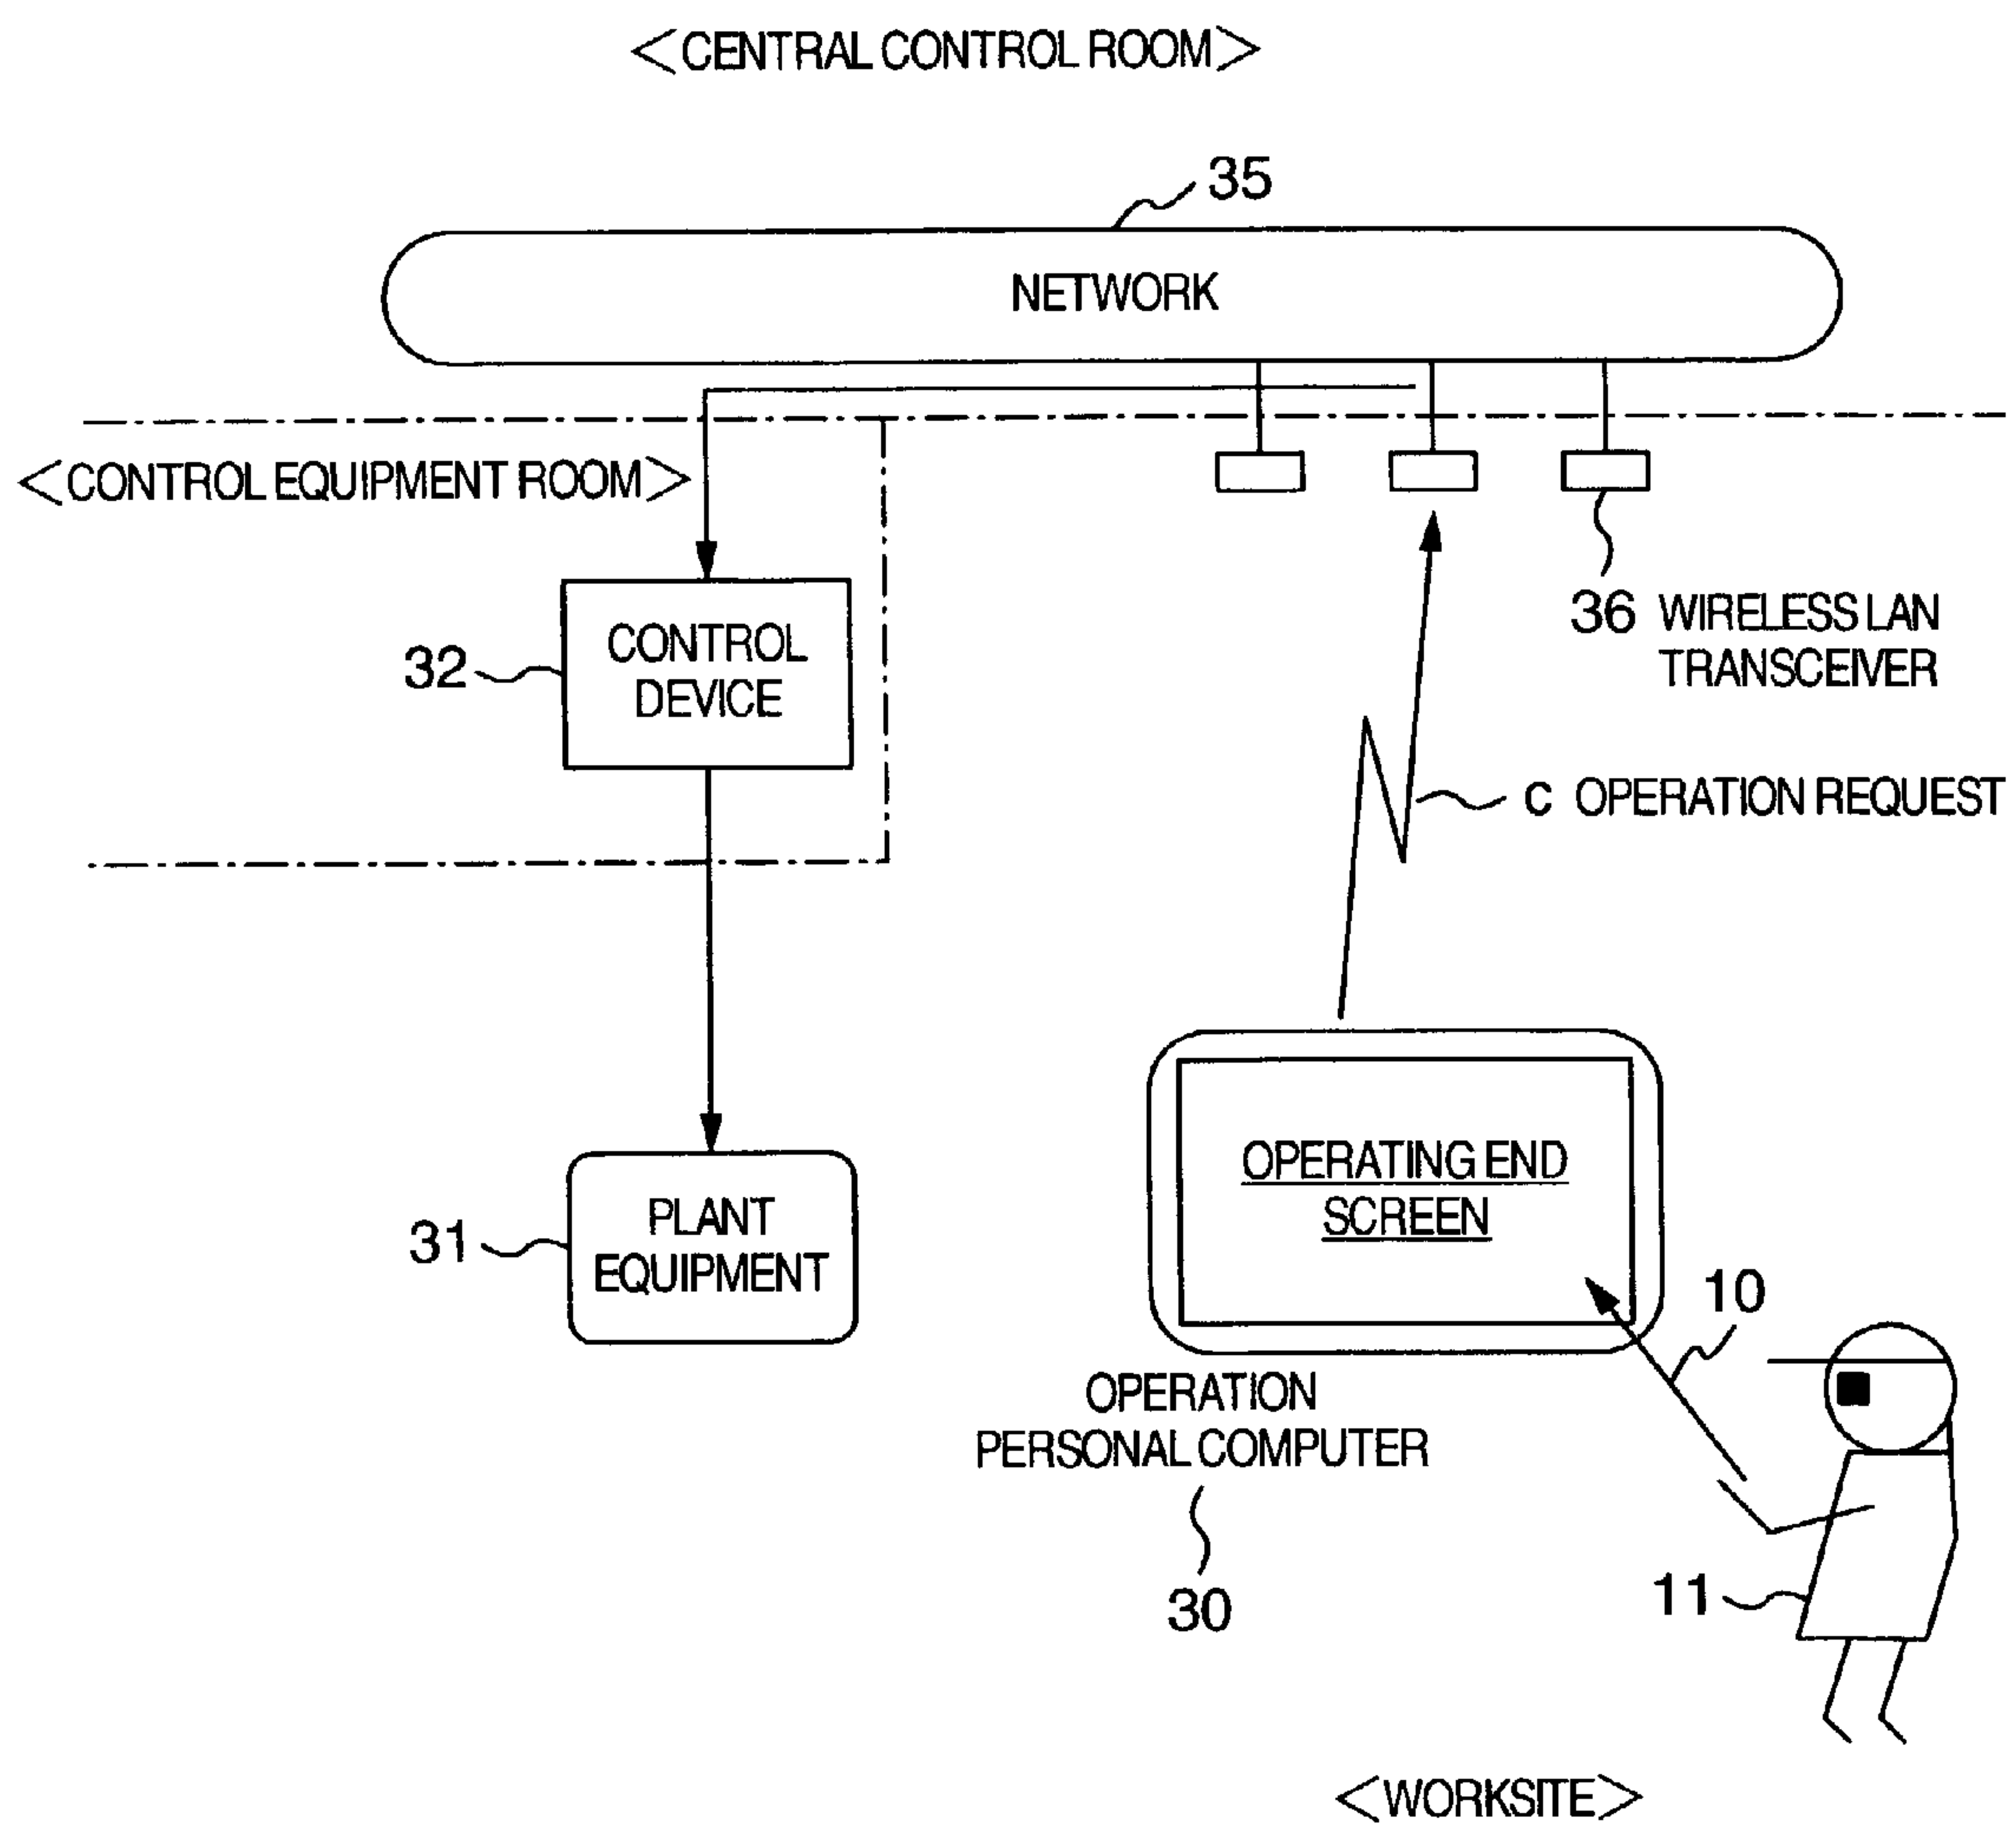 <CENTRAL CONTROL ROOM>
35
NETWORK
<CONTROL EQUIPMENT ROOM>
36 WIRELESS LAN
TRANSCEIVER
32
CONTROL
DEVICE
c OPERATION REQUEST
31
PLANT
EQUIPMENT
OPERATING END
SCREEN
10
OPERATION
PERSONAL COMPUTER
30
11
<WORKSITE>